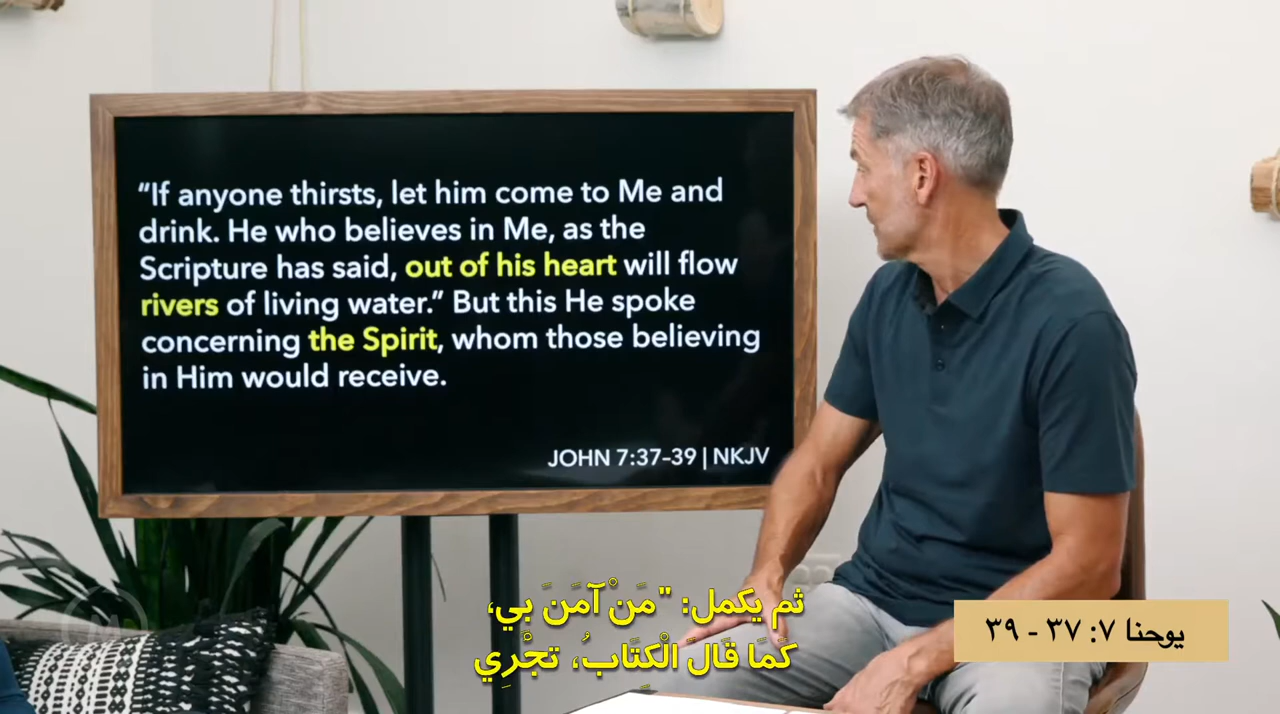 “If anyone thirsts, let him come to Me and
drink. He who believes in Me, as the
Scripture has said, out of his heart will flow
rivers of living water.” But this He spoke
concerning the Spirit, whom those believing
in Him would receive.
JOHN 7:37–39 | NKJV
ثم يكمل: "مَنْ آمَنَ بي،
كَمَا قَالَ الْكِتَابُ، تجْرِي
يوحنا ٧: ٣٧ - ٣٩